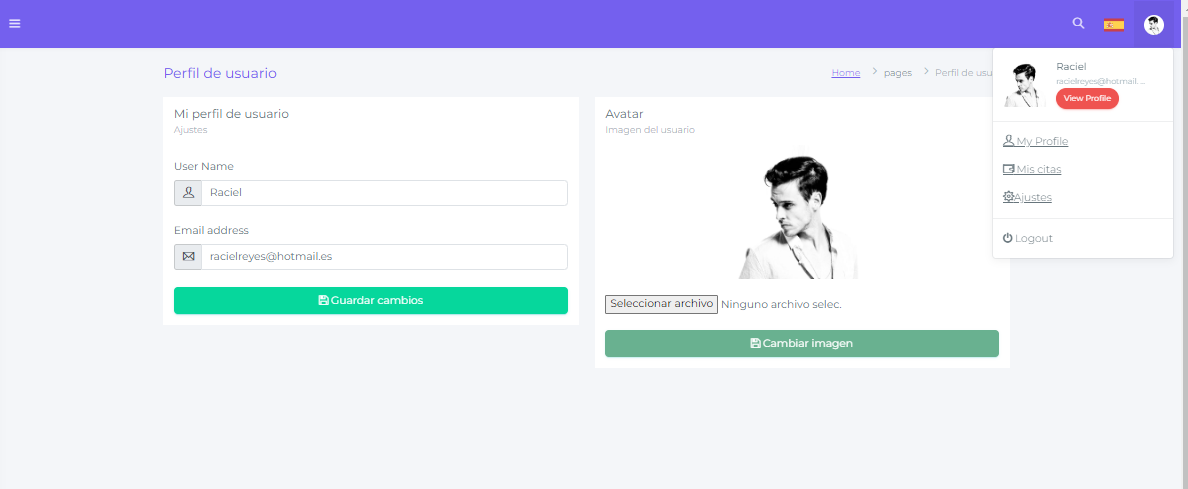 Perfil de usuario
Home > pages > Perfil de usu
Raciel
racielreyes@hotmail. ...
View Profile
My Profile
Mis citas
Ajustes
Logout
Mi perfil de usuario
Ajustes
User Name
Raciel
Email address
racielreyes@hotmail.es
Guardar cambios
Avatar
Imagen del usuario
Seleccionar archivo Ninguno archivo selec.
Cambiar imagen